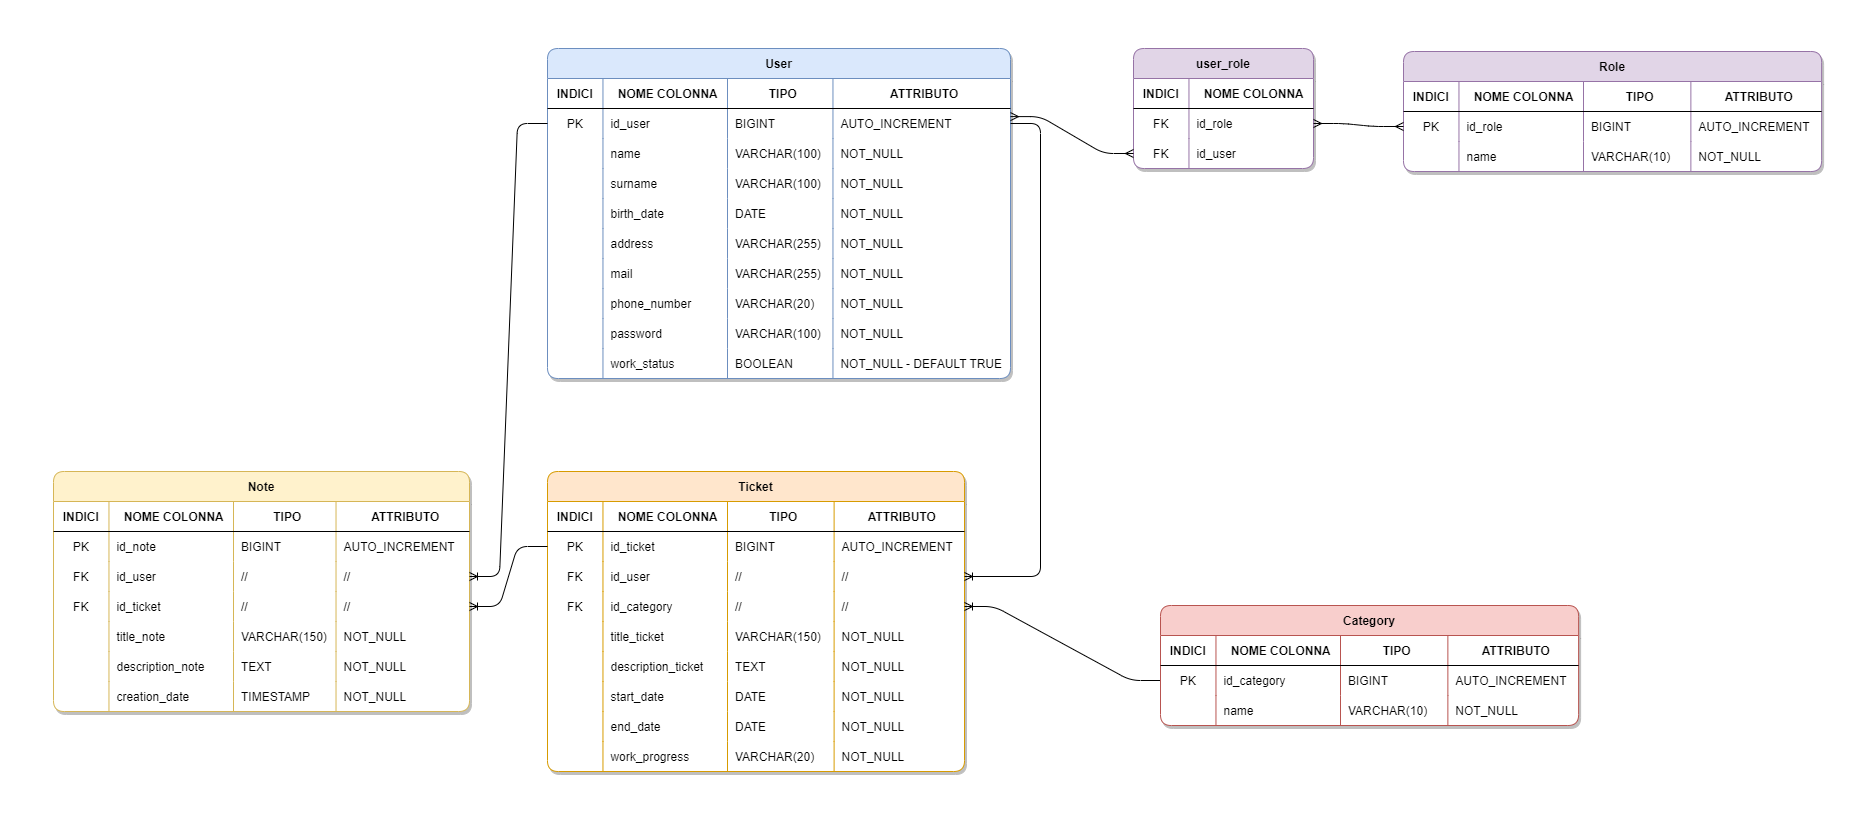 User
INDICI NOME COLONNA TIPO ATTRIBUTO
PK id_user BIGINT AUTO_INCREMENT
name VARCHAR(100) NOT_NULL
surname VARCHAR(100) NOT_NULL
birth_date DATE NOT_NULL
address VARCHAR(255) NOT_NULL
mail VARCHAR(255) NOT_NULL
phone_number VARCHAR(20) NOT_NULL
password VARCHAR(100) NOT_NULL
work_status BOOLEAN NOT_NULL - DEFAULT TRUE
user_role
INDICI NOME COLONNA
FK id_role
FK id_user
Role
INDICI NOME COLONNA TIPO ATTRIBUTO
PK id_role BIGINT AUTO_INCREMENT
name VARCHAR(10) NOT_NULL
Note
INDICI NOME COLONNA TIPO ATTRIBUTO
PK id_note BIGINT AUTO_INCREMENT
FK id_user // //
FK id_ticket // //
title_note VARCHAR(150) NOT_NULL
description_note TEXT NOT_NULL
creation_date TIMESTAMP NOT_NULL
Ticket
INDICI NOME COLONNA TIPO ATTRIBUTO
PK id_ticket BIGINT AUTO_INCREMENT
FK id_user // //
FK id_category // //
title_ticket VARCHAR(150) NOT_NULL
description_ticket TEXT NOT_NULL
start_date DATE NOT_NULL
end_date DATE NOT_NULL
work_progress VARCHAR(20) NOT_NULL
Category
INDICI NOME COLONNA TIPO ATTRIBUTO
PK id_category BIGINT AUTO_INCREMENT
name VARCHAR(10) NOT_NULL